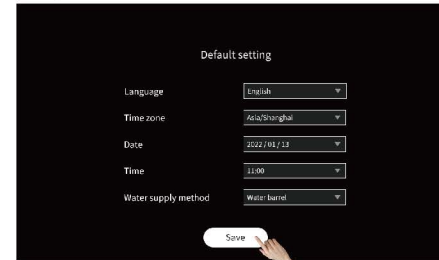 Default setting
Language English
Time zone Asia/Shanghai
Date 2022 / 01 / 13
Time 11:00
Water supply method Water barrel
Save